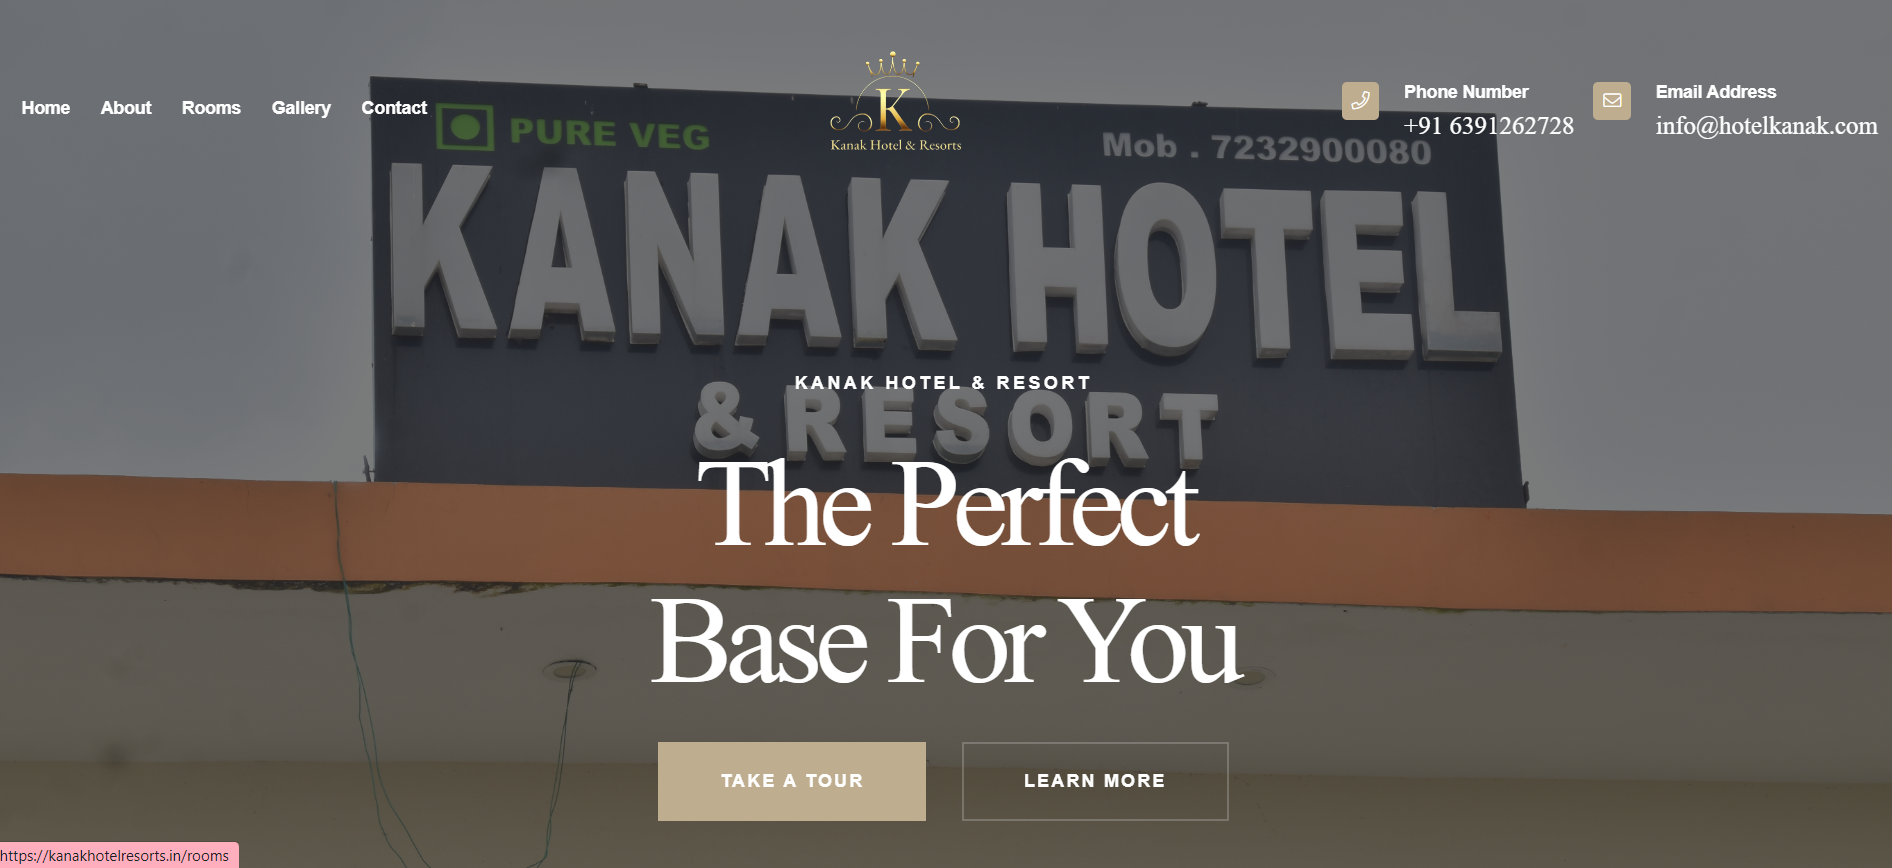 Home About Rooms Gallery Contact
K
Kanak Hotel & Resorts
Phone Number
+91 6391262728
Email Address
info@hotelkanak.com
PURE VEG
Mob . 7232900080
KANAK HOTEL
& RESORT
KANAK HOTEL & RESORT
The Perfect
Base For You
TAKE A TOUR
LEARN MORE
https://kanakhotelresorts.in/rooms